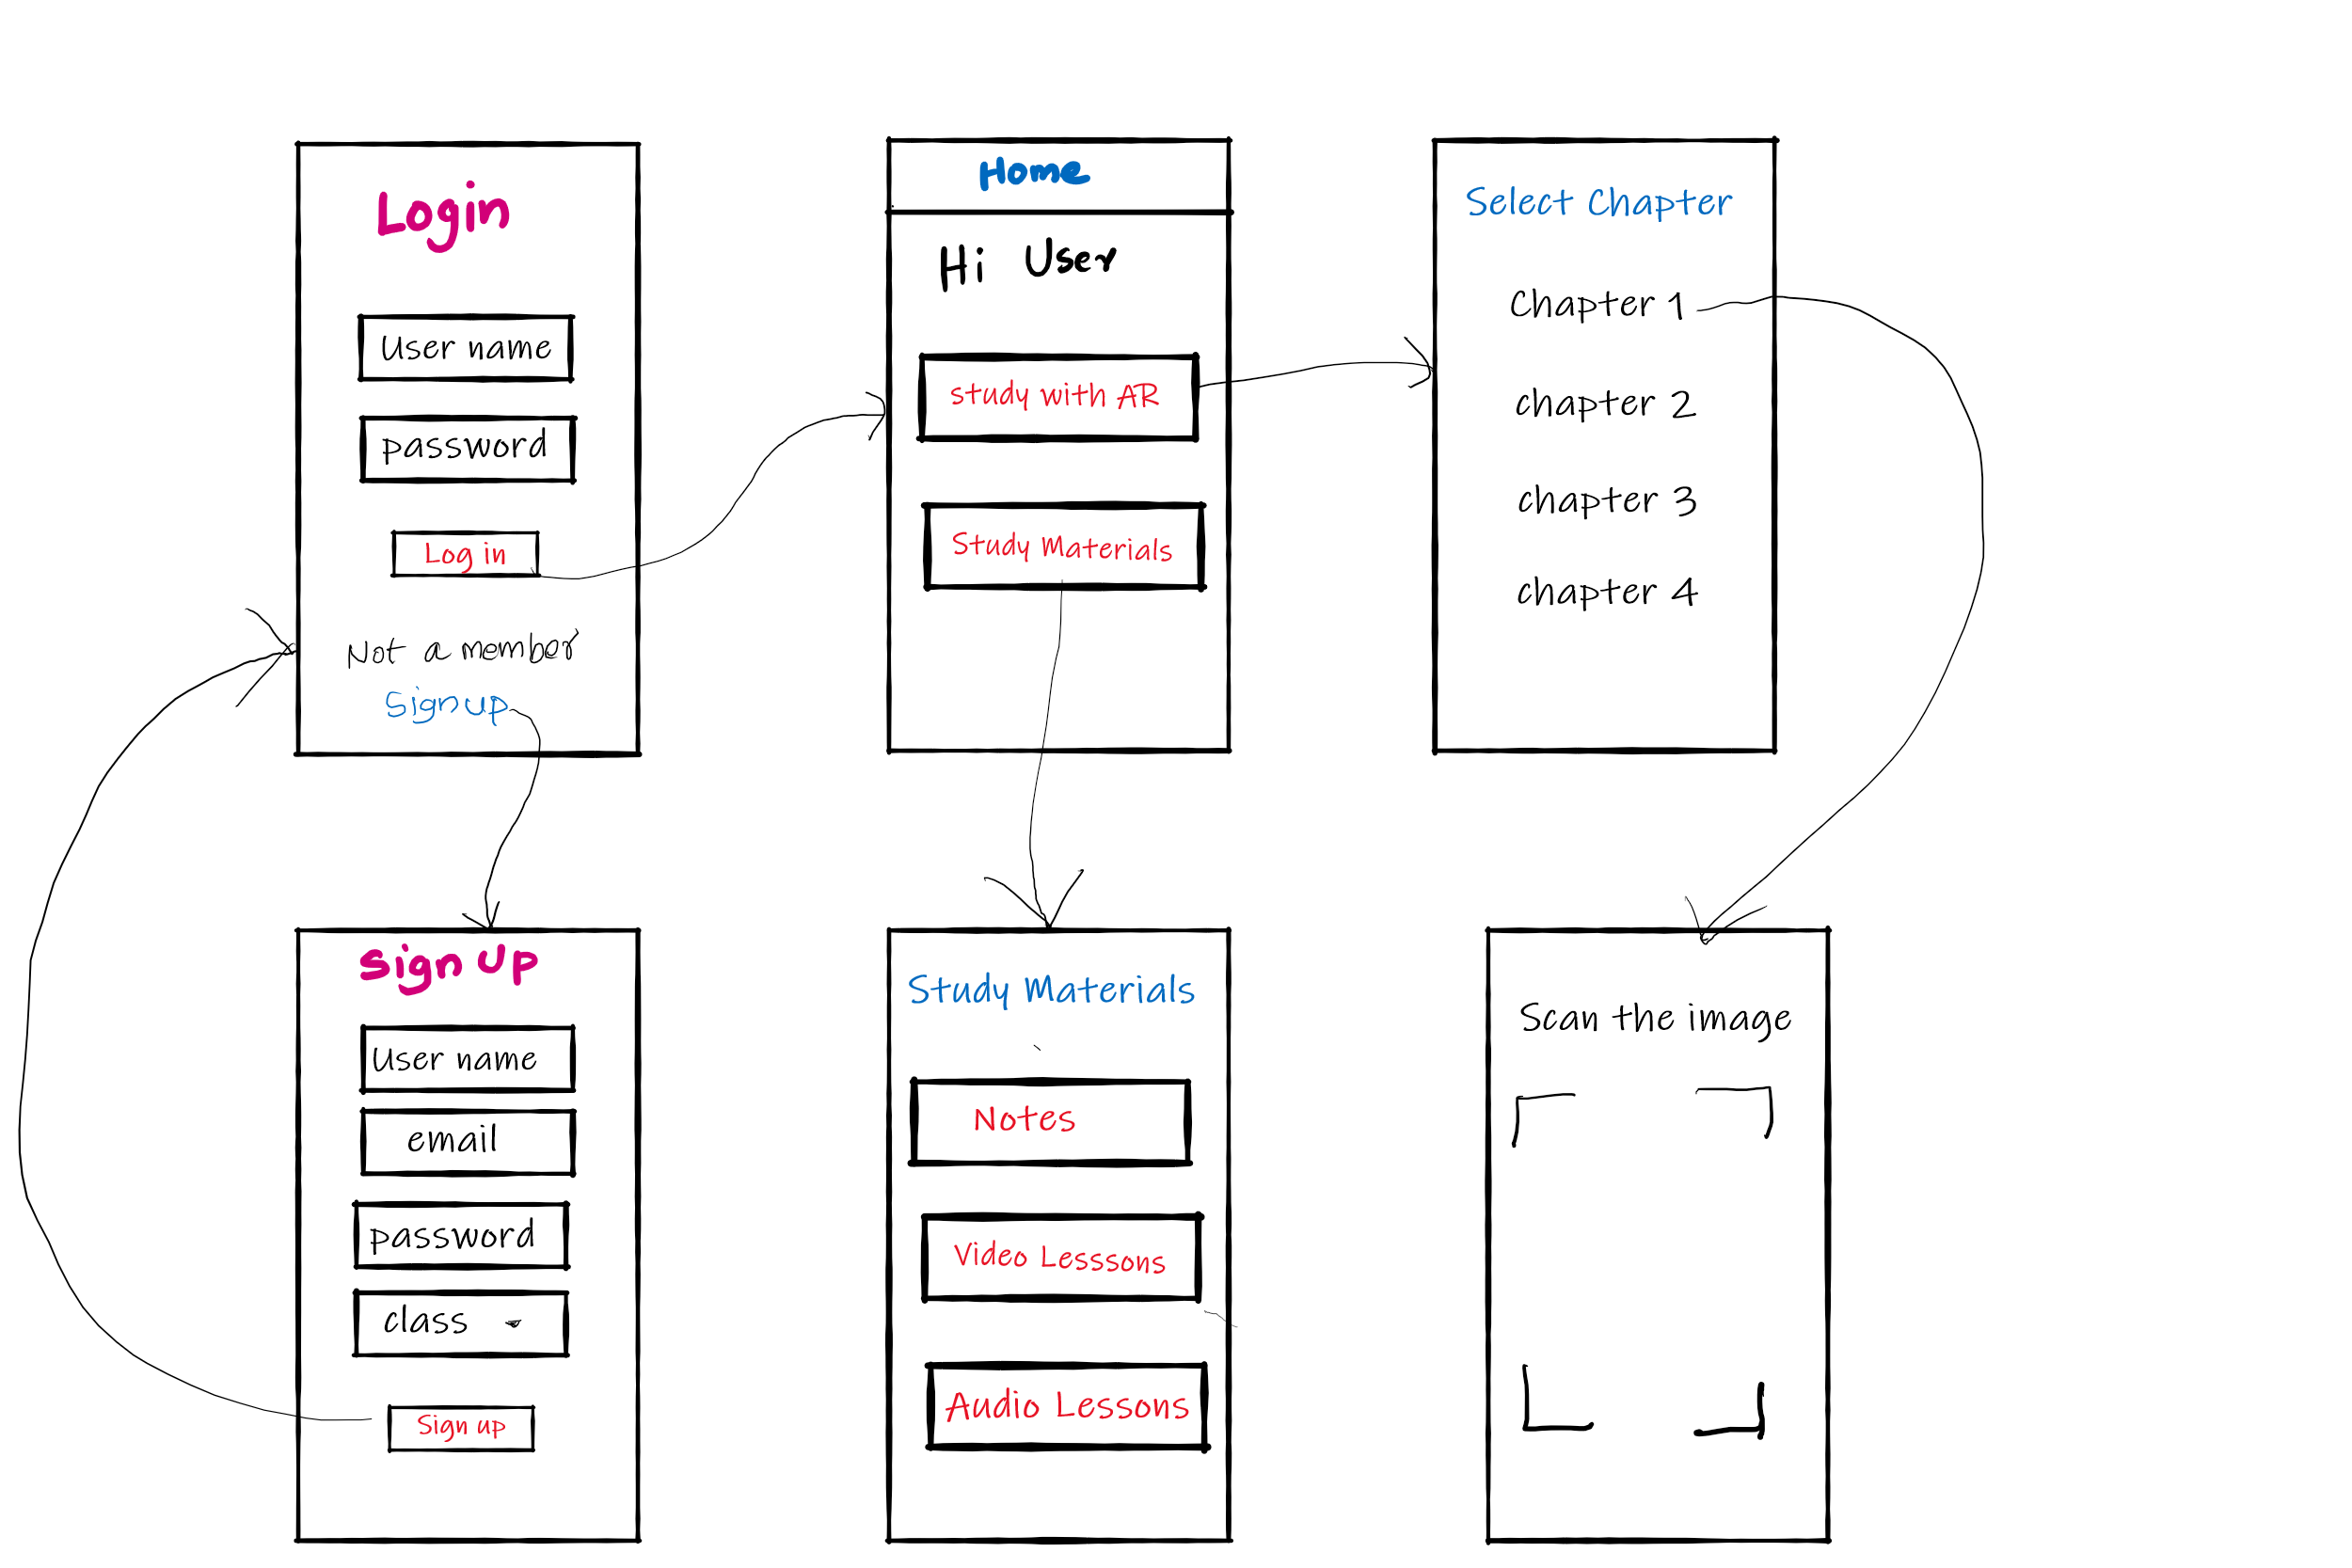 Login
User name
password
Log in
Not a member
Signup
Home
Hi User
study with AR
Study Materials
Select Chapter
Chapter 1
chapter 2
chapter 3
chapter 4
Sign UP
User name
email
password
class
Sign up
Study Materials
Notes
Video Lesssons
Audio Lessons
Scan the image